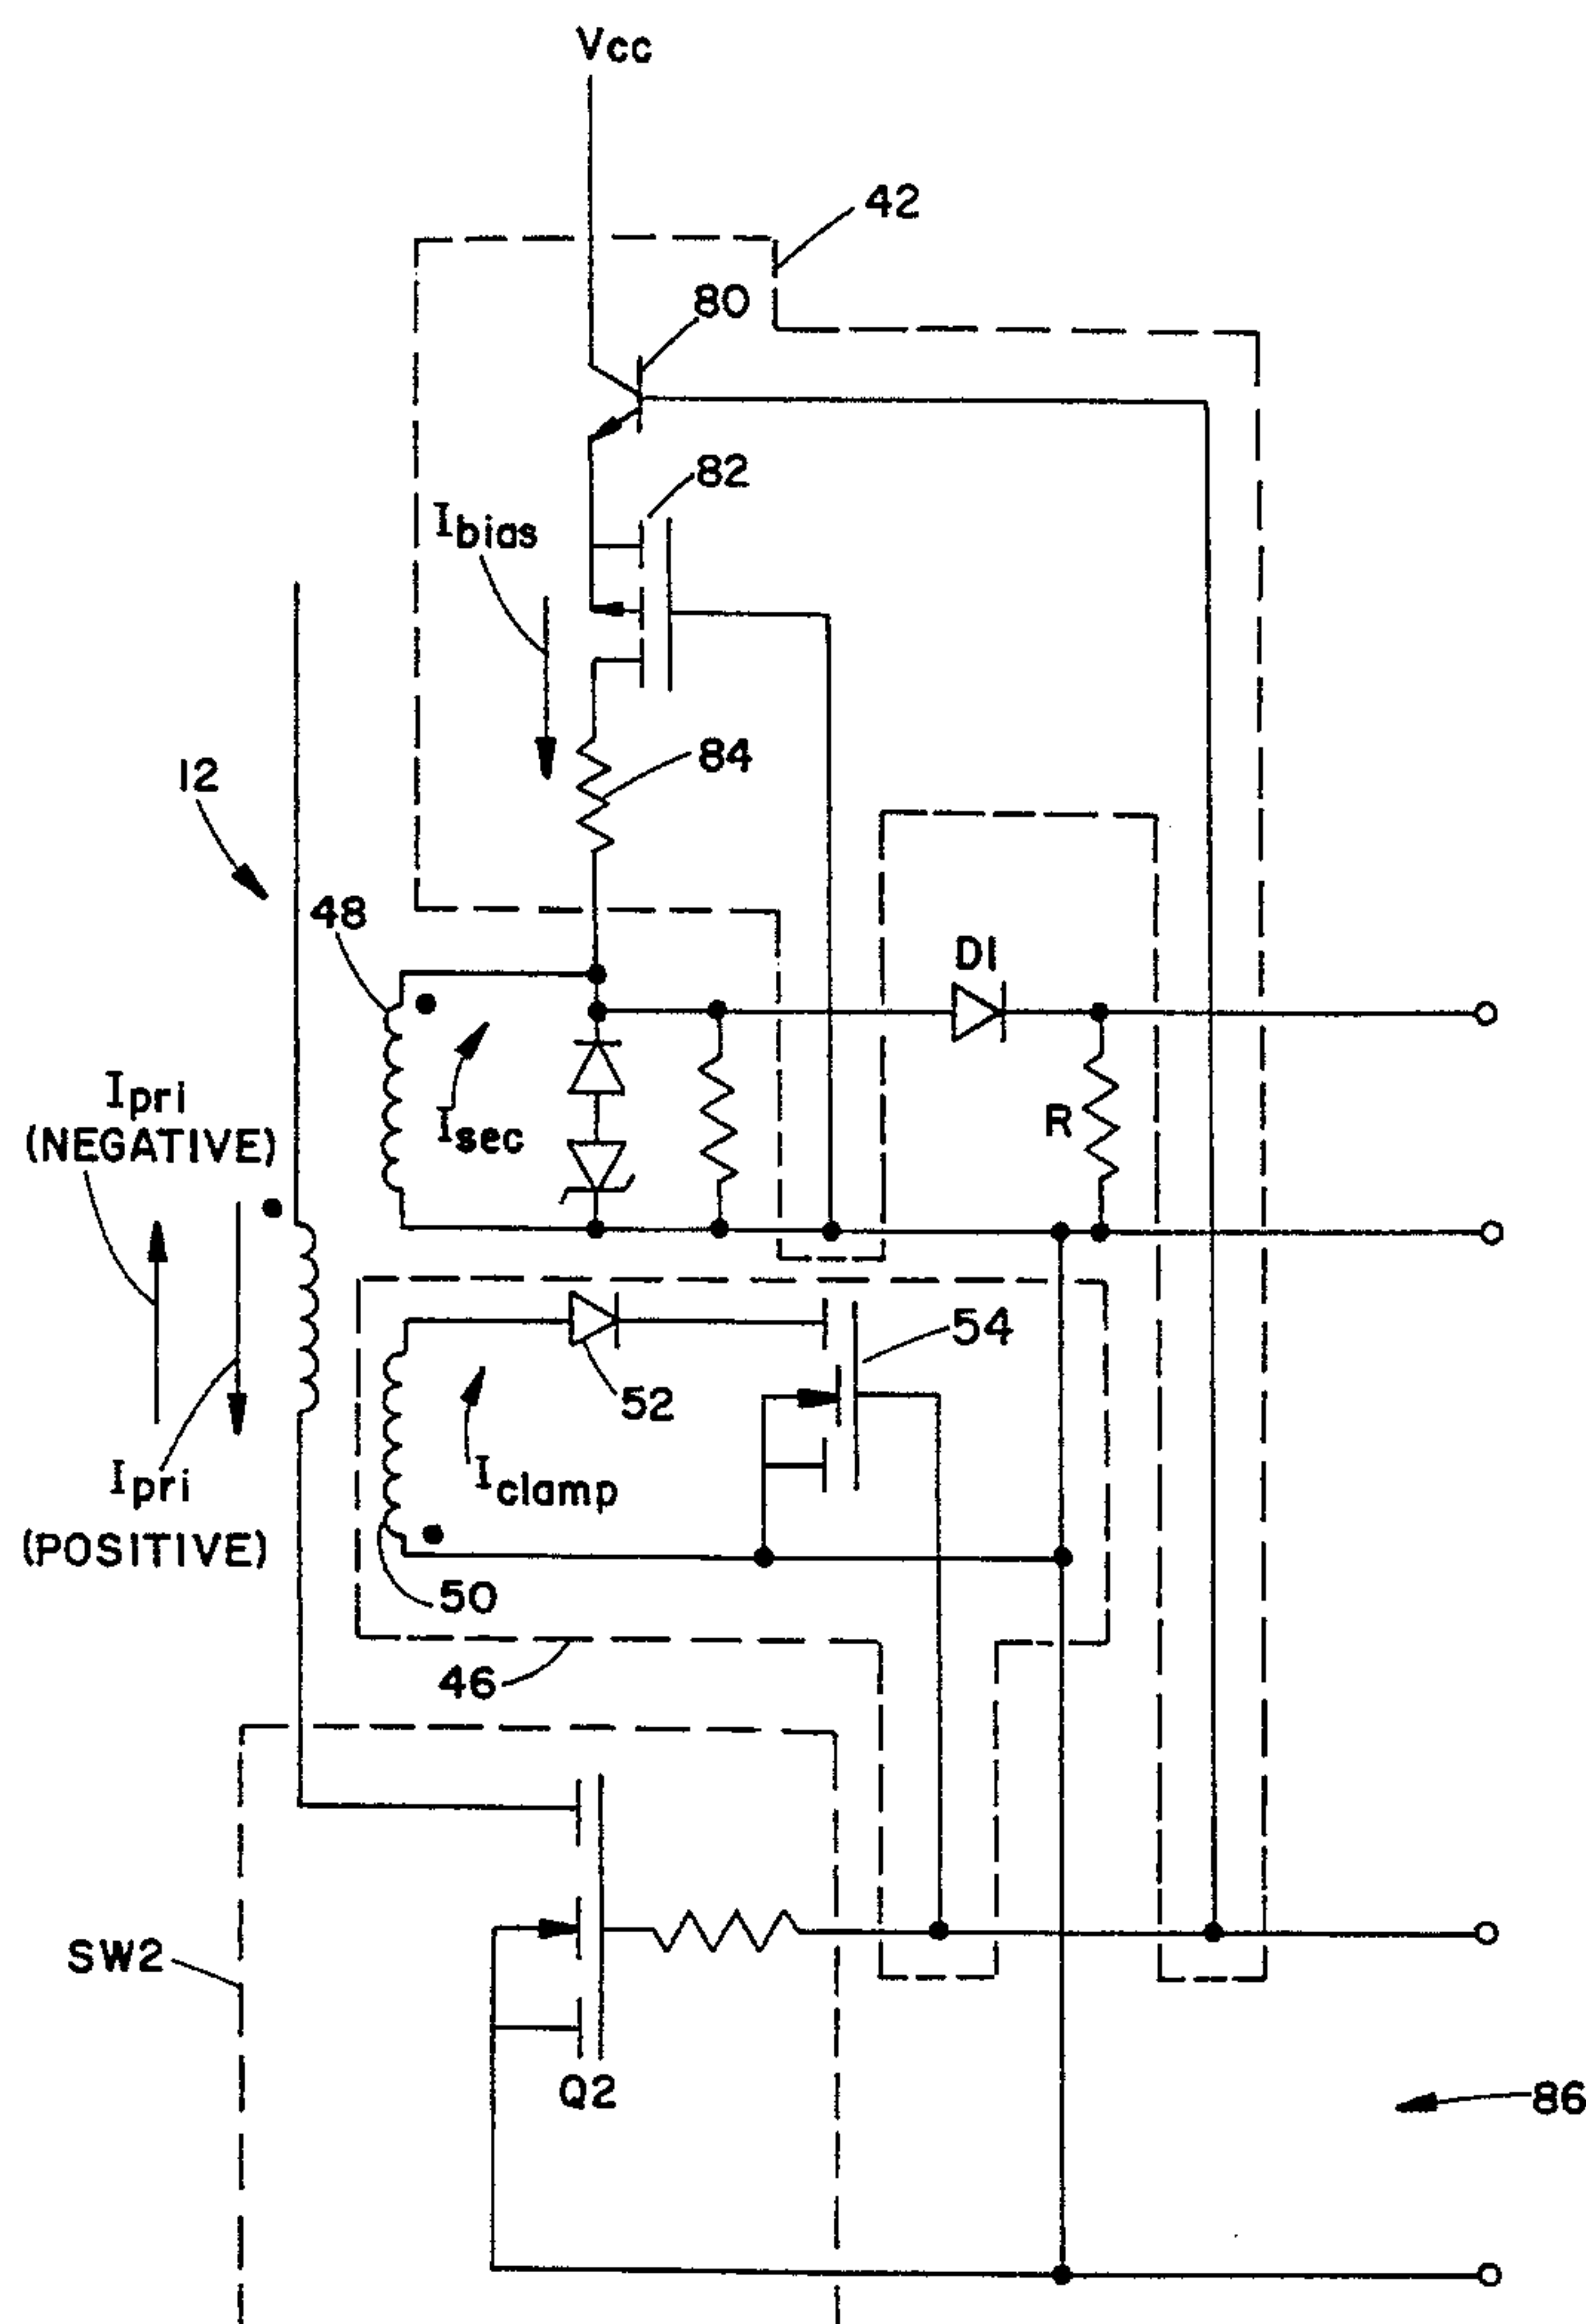 Vcc
42
80
82
Ibias
84
12
48
D1
Isec
R
Ipri
(NEGATIVE)
54
52
Iclamp
Ipri
(POSITIVE)
50
46
SW2
Q2
86